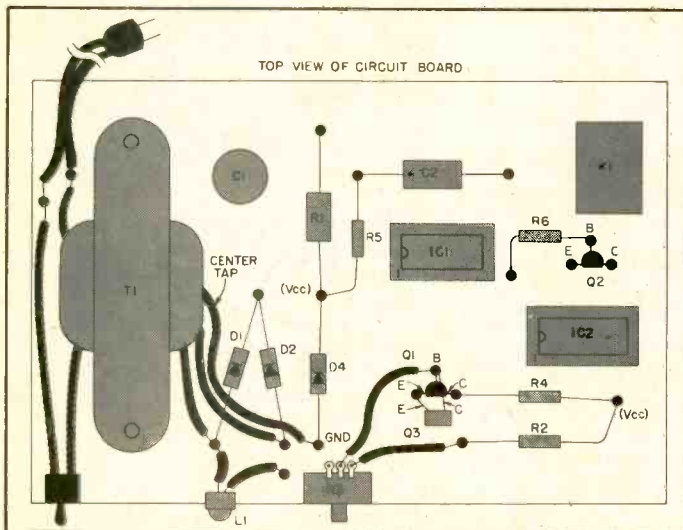 TOP VIEW OF CIRCUIT BOARD
C1
C2
R1
R5
IC1
R6
B
E
C
Q2
CENTER
TAP
(Vcc)
T1
D1
D2
D4
Q1
B
E
C
E
C
IC2
R4
(Vcc)
GND
Q3
R2
L1